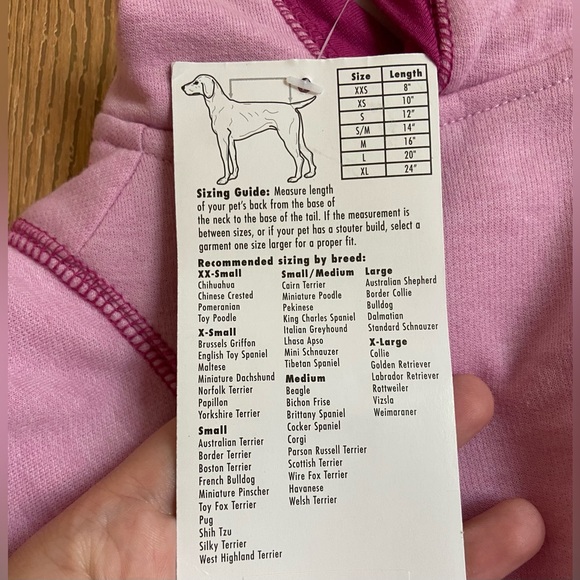 Size Length
XXS 8"
XS 10"
S 12"
S/M 14"
M 16"
L 20"
XL 24"
Sizing Guide: Measure length
of your pet's back from the base of
the neck to the base of the tail. If the measurement is
between sizes, or if your pet has a stouter build, select a
garment one size larger for a proper fit.
Recommended sizing by breed:
XX-Small
Chihuahua
Chinese Crested
Pomeranian
Toy Poodle
X-Small
Brussels Griffon
English Toy Spaniel
Maltese
Miniature Dachshund
Norfolk Terrier
Papillon
Yorkshire Terrier
Small
Australian Terrier
Border Terrier
Boston Terrier
French Bulldog
Miniature Pinscher
Toy Fox Terrier
Pug
Shih Tzu
Silky Terrier
West Highland Terrier
Small/Medium
Cairn Terrier
Miniature Poodle
Pekinese
King Charles Spaniel
Italian Greyhound
Lhasa Apso
Mini Schnauzer
Tibetan Spaniel
Medium
Beagle
Bichon Frise
Brittany Spaniel
Cocker Spaniel
Corgi
Parson Russell Terrier
Scottish Terrier
Wire Fox Terrier
Havanese
Welsh Terrier
Large
Australian Shepherd
Border Collie
Bulldog
Dalmatian
Standard Schnauzer
X-Large
Collie
Golden Retriever
Labrador Retriever
Rottweiler
Vizsla
Weimaraner